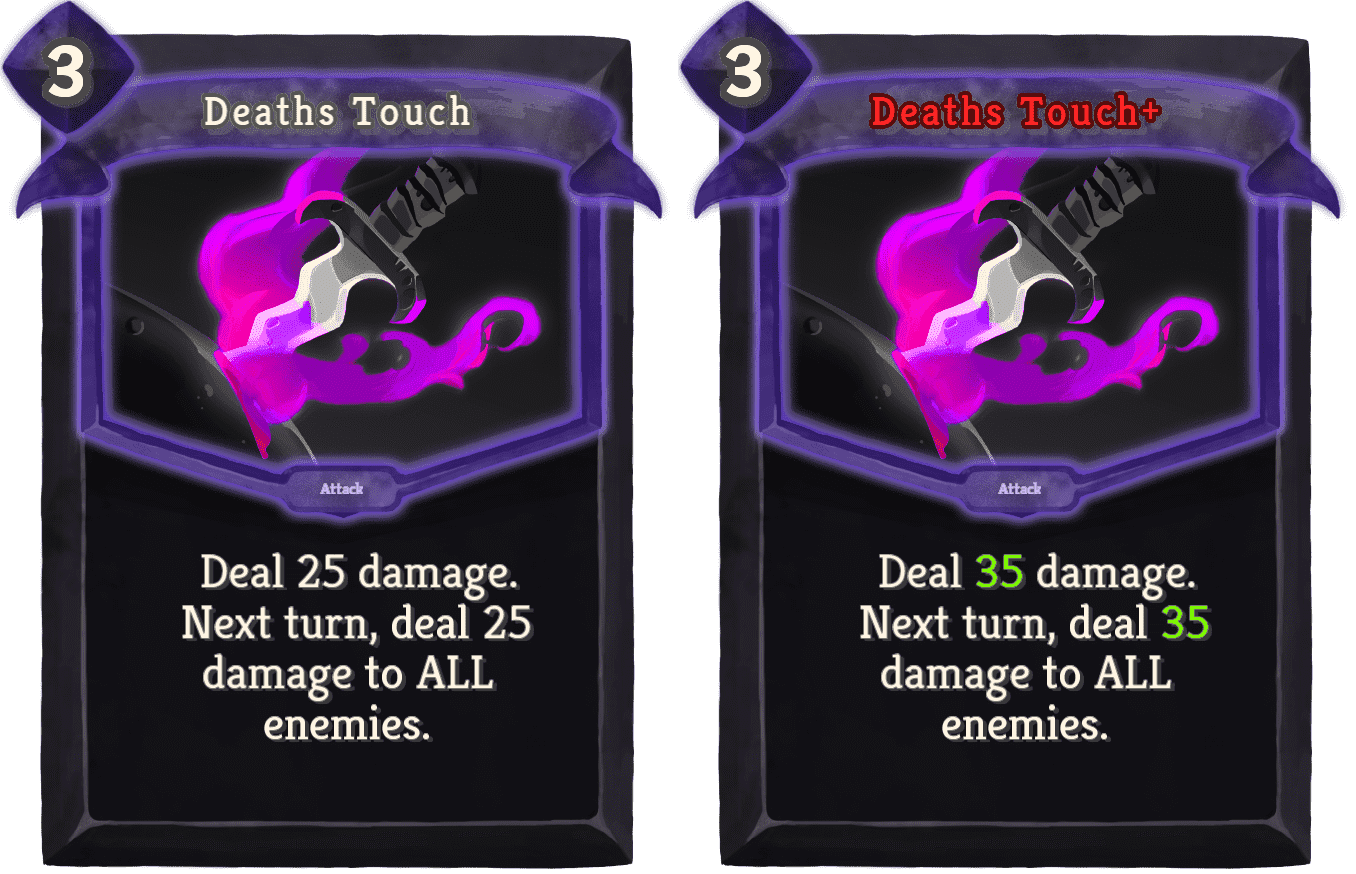 3
Deaths Touch
Attack
Deal 25 damage.
Next turn, deal 25
damage to ALL
enemies.
3
Deaths Touch+
Attack
Deal 35 damage.
Next turn, deal 35
damage to ALL
enemies.